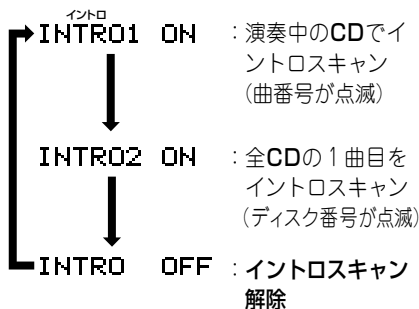 イントロ
INTRO1 ON :演奏中のCDでイ
ントロスキャン
(曲番号が点滅)
INTRO2 ON :全CDの1曲目を
イントロスキャン
(ディスク番号が点滅)
INTRO OFF :イントロスキャン
解除